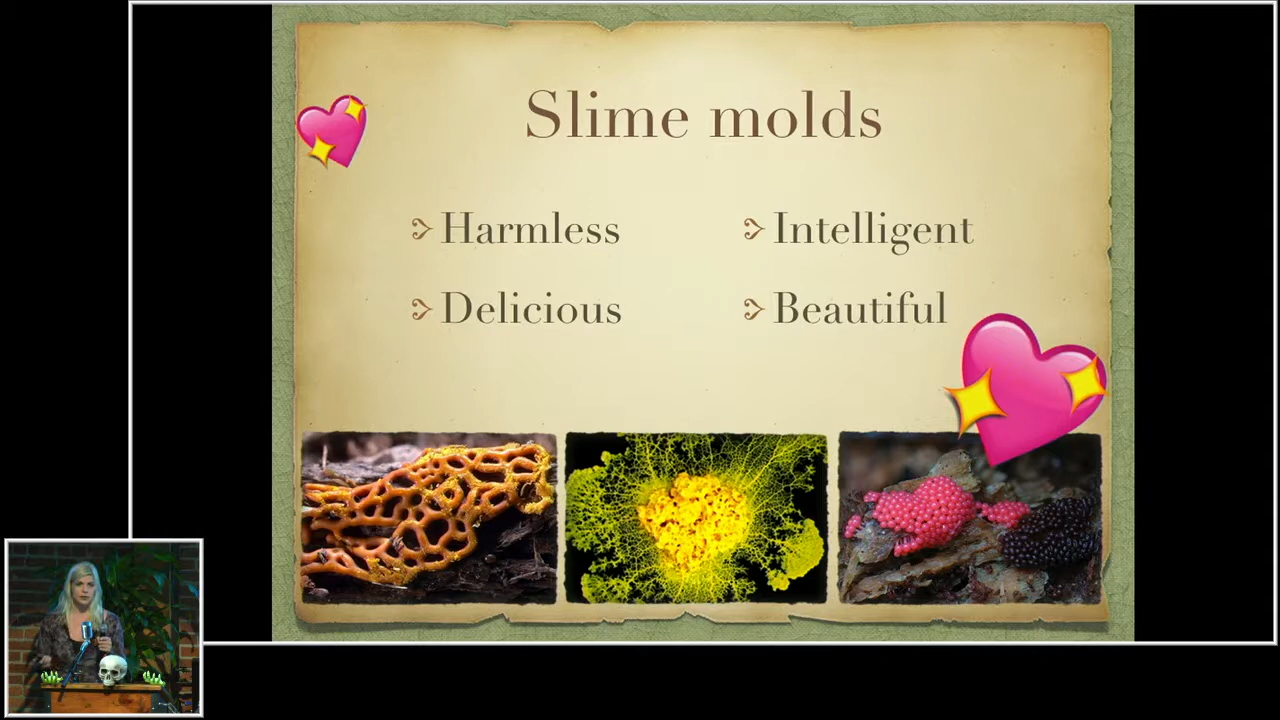 Slime molds
Harmless
Intelligent
Delicious
Beautiful